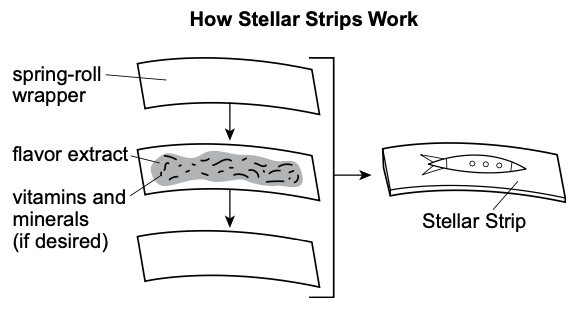 How Stellar Strips Work
spring-roll
wrapper
flavor extract
vitamins and
minerals
(if desired)
Stellar Strip